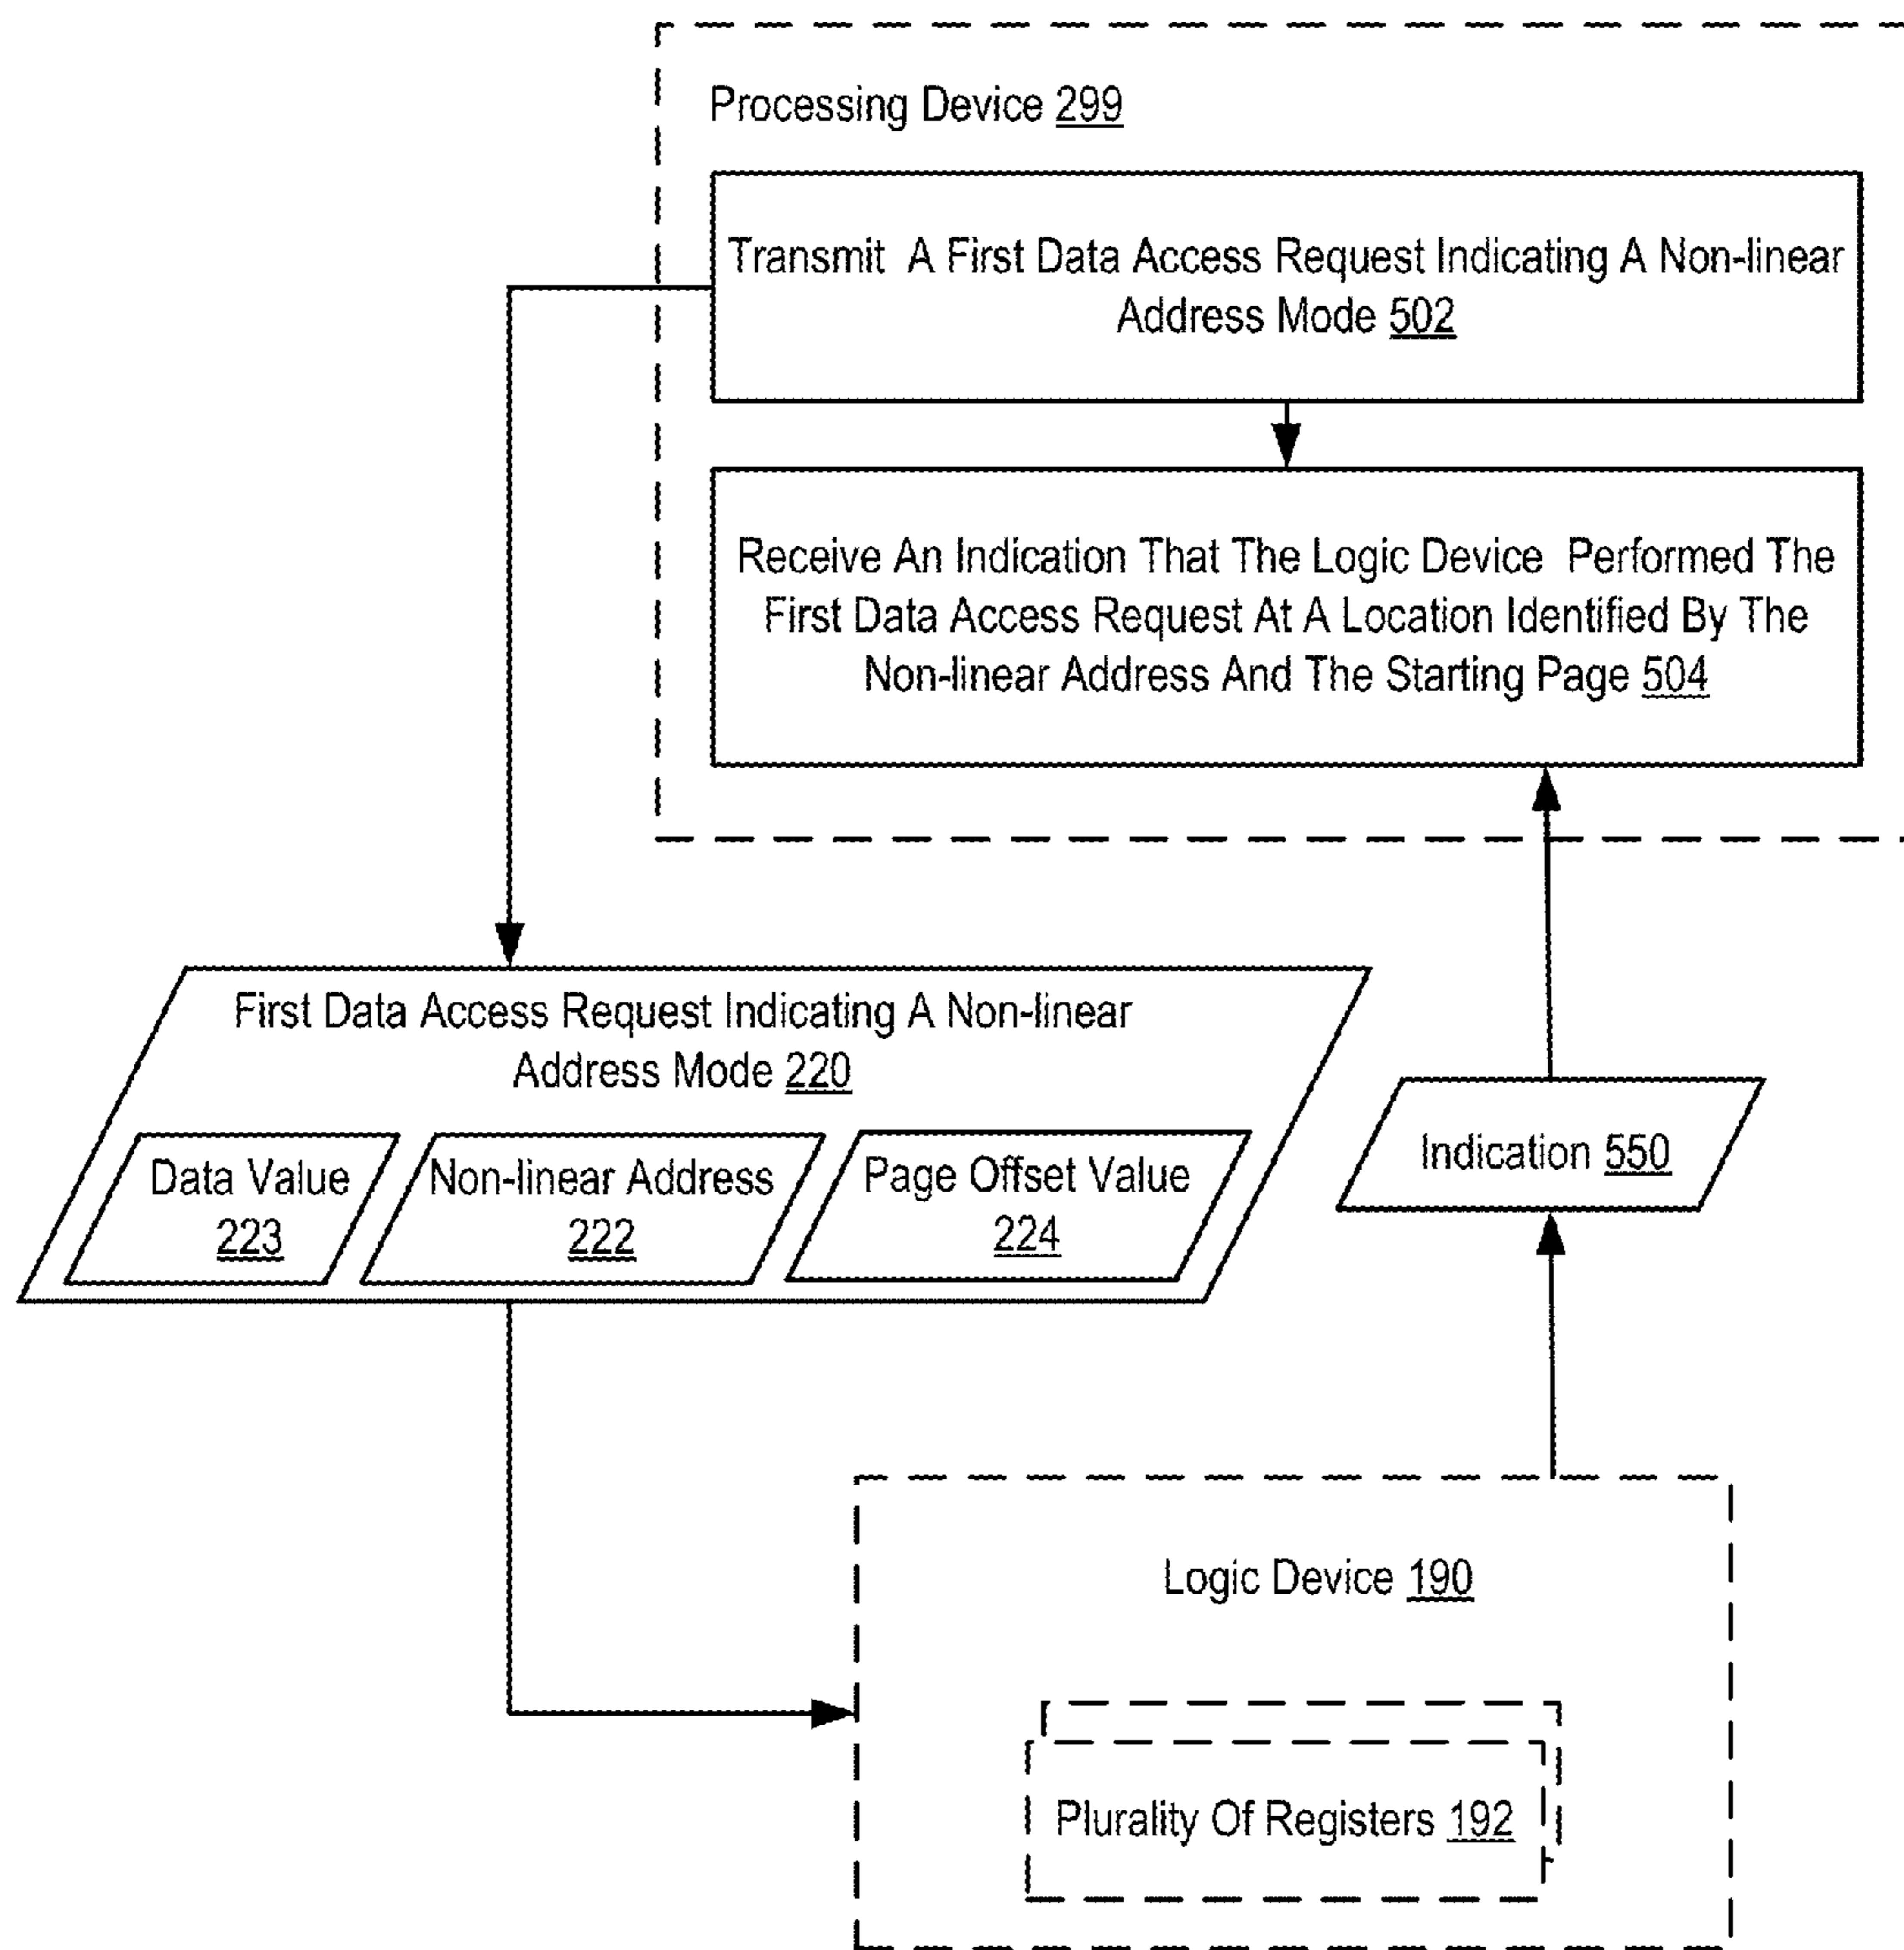 Processing Device 299
Transmit A First Data Access Request Indicating A Non-linear
Address Mode 502
Receive An Indication That The Logic Device Performed The
First Data Access Request At A Location Identified By The
Non-linear Address And The Starting Page 504
First Data Access Request Indicating A Non-linear
Address Mode 220
Data Value
223
Non-linear Address
222
Page Offset Value
224
Indication 550
Logic Device 190
Plurality Of Registers 192